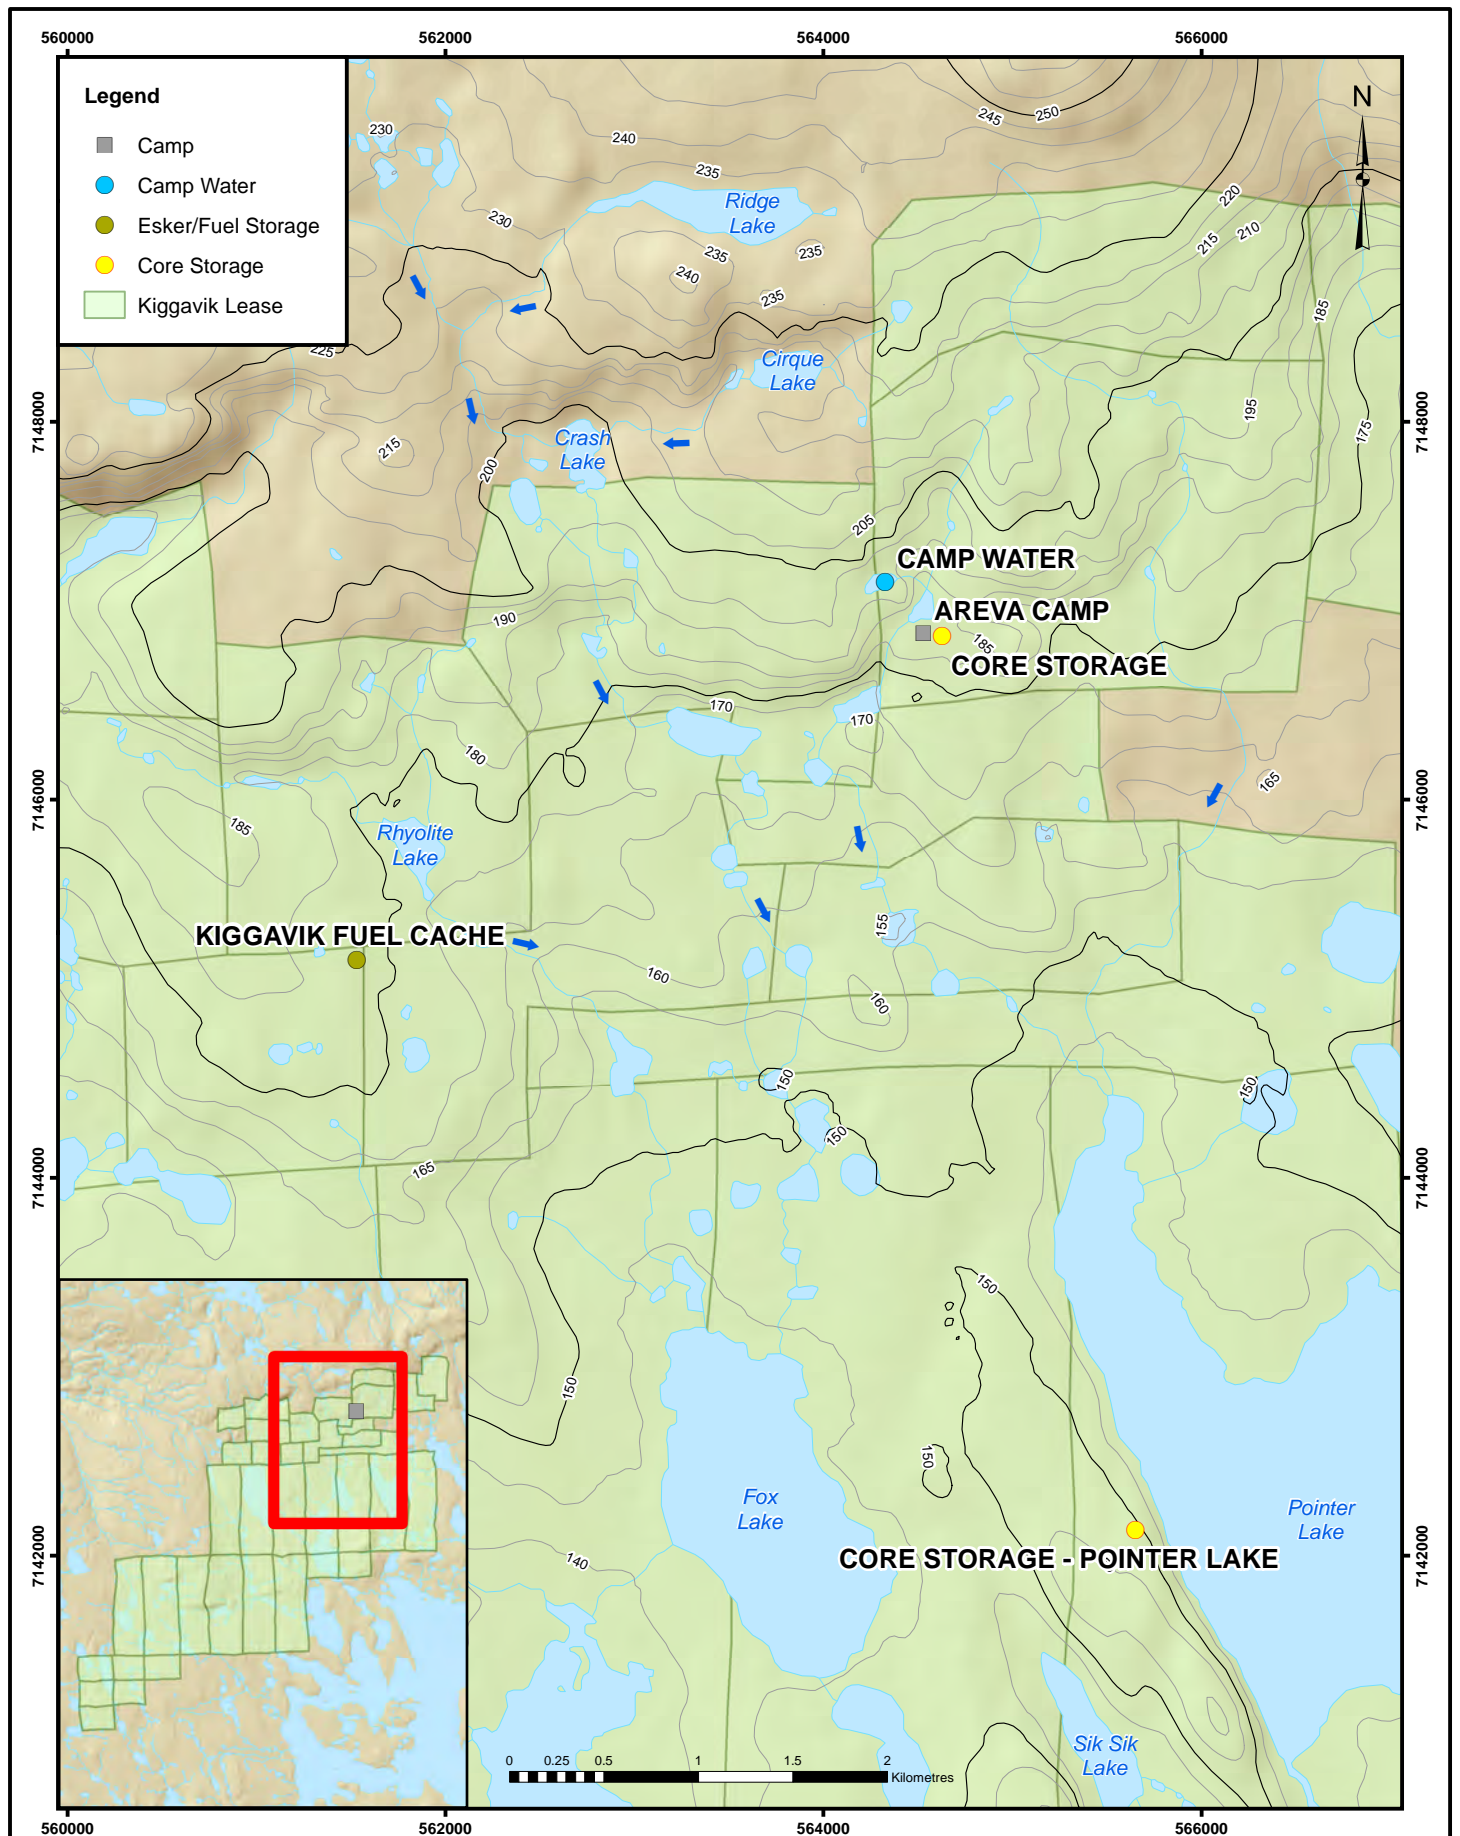 560000
562000
564000
566000
Legend
Camp
Camp Water
Esker/Fuel Storage
Core Storage
Kiggavik Lease
N
230
240
245
250
235
230
Ridge
Lake
220
215
210
235
235
240
235
185
225
Cirque
Lake
7148000
7148000
215
200
Crash
Lake
195
175
205
CAMP WATER
AREVA CAMP
190
185
CORE STORAGE
170
170
180
165
7146000
7146000
185
Rhyolite
Lake
KIGGAVIK FUEL CACHE
155
160
160
150
150
150
165
7144000
7144000
150
150
150
Fox
Lake
Pointer
Lake
7142000
7142000
140
CORE STORAGE - POINTER LAKE
Sik Sik
Lake
0
0.25
0.5
1
1.5
2
Kilometres
560000
562000
564000
566000